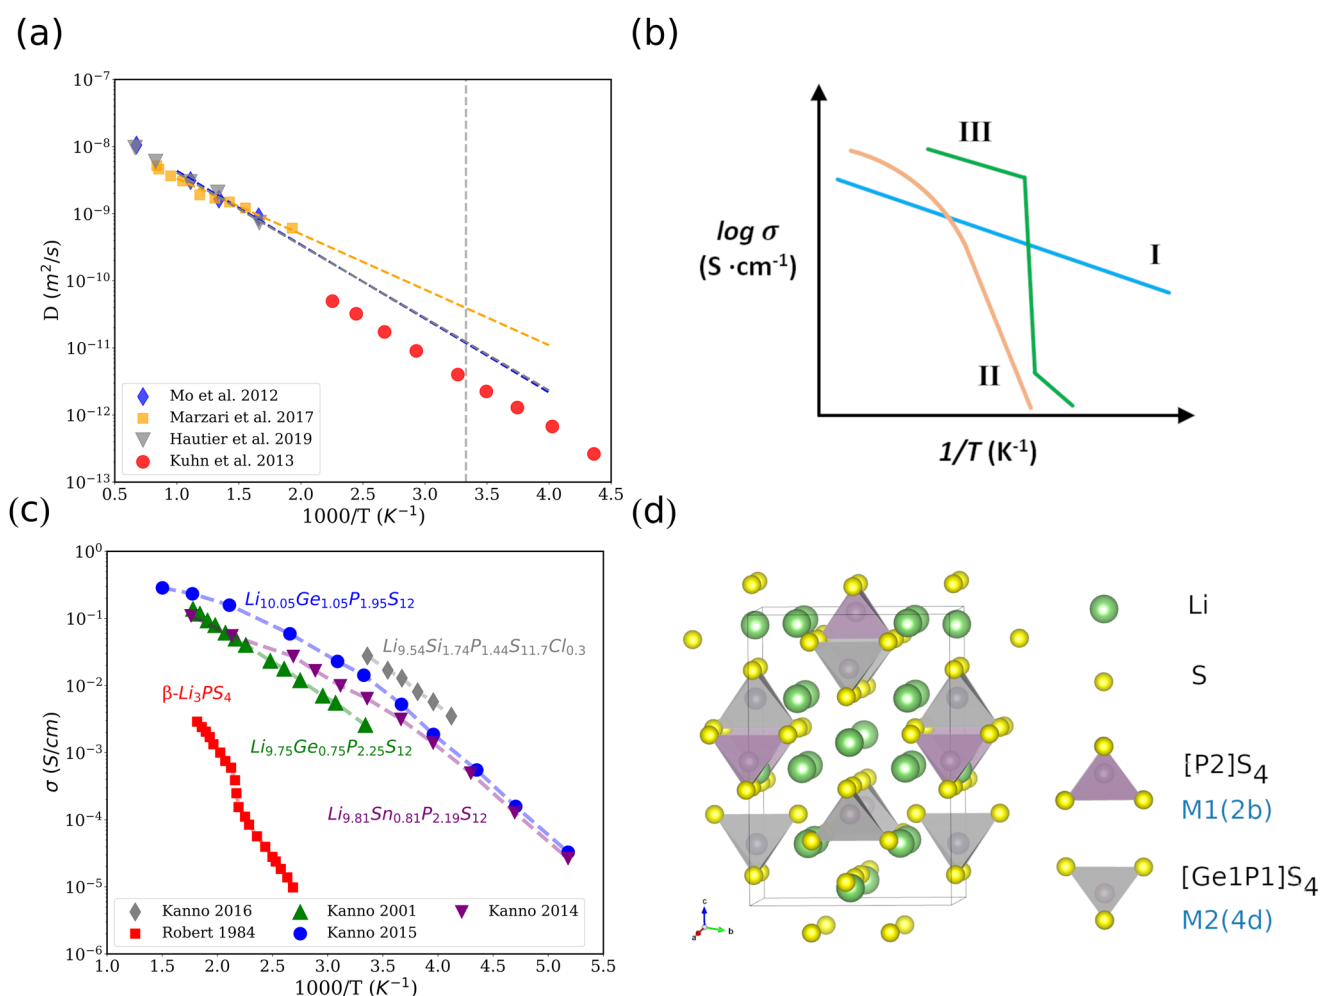 (a)
10⁻⁷
10⁻⁸
10⁻⁹
10⁻¹⁰
10⁻¹¹
10⁻¹²
10⁻¹³
D (m²/s)
Mo et al. 2012
Marzari et al. 2017
Hautier et al. 2019
Kuhn et al. 2013
0.5 1.0 1.5 2.0 2.5 3.0 3.5 4.0 4.5
1000/T (K⁻¹)
(b)
III
log σ
(S ·cm⁻¹)
I
II
1/T (K⁻¹)
(c)
10⁰
10⁻¹
10⁻²
10⁻³
10⁻⁴
10⁻⁵
10⁻⁶
σ (S/cm)
Li₁₀.₀₅Ge₁.₀₅P₁.₉₅S₁₂
Li₉.₅₄Si₁.₇₄P₁.₄₄S₁₁.₇Cl₀.₃
β-Li₃PS₄
Li₉.₇₅Ge₀.₇₅P₂.₂₅S₁₂
Li₉.₈₁Sn₀.₈₁P₂.₁₉S₁₂
Kanno 2016 Kanno 2001 Kanno 2014
Robert 1984 Kanno 2015
1.0 1.5 2.0 2.5 3.0 3.5 4.0 4.5 5.0 5.5
1000/T (K⁻¹)
(d)
Li
S
[P2]S₄
M1(2b)
[Ge1P1]S₄
M2(4d)
c
a
b